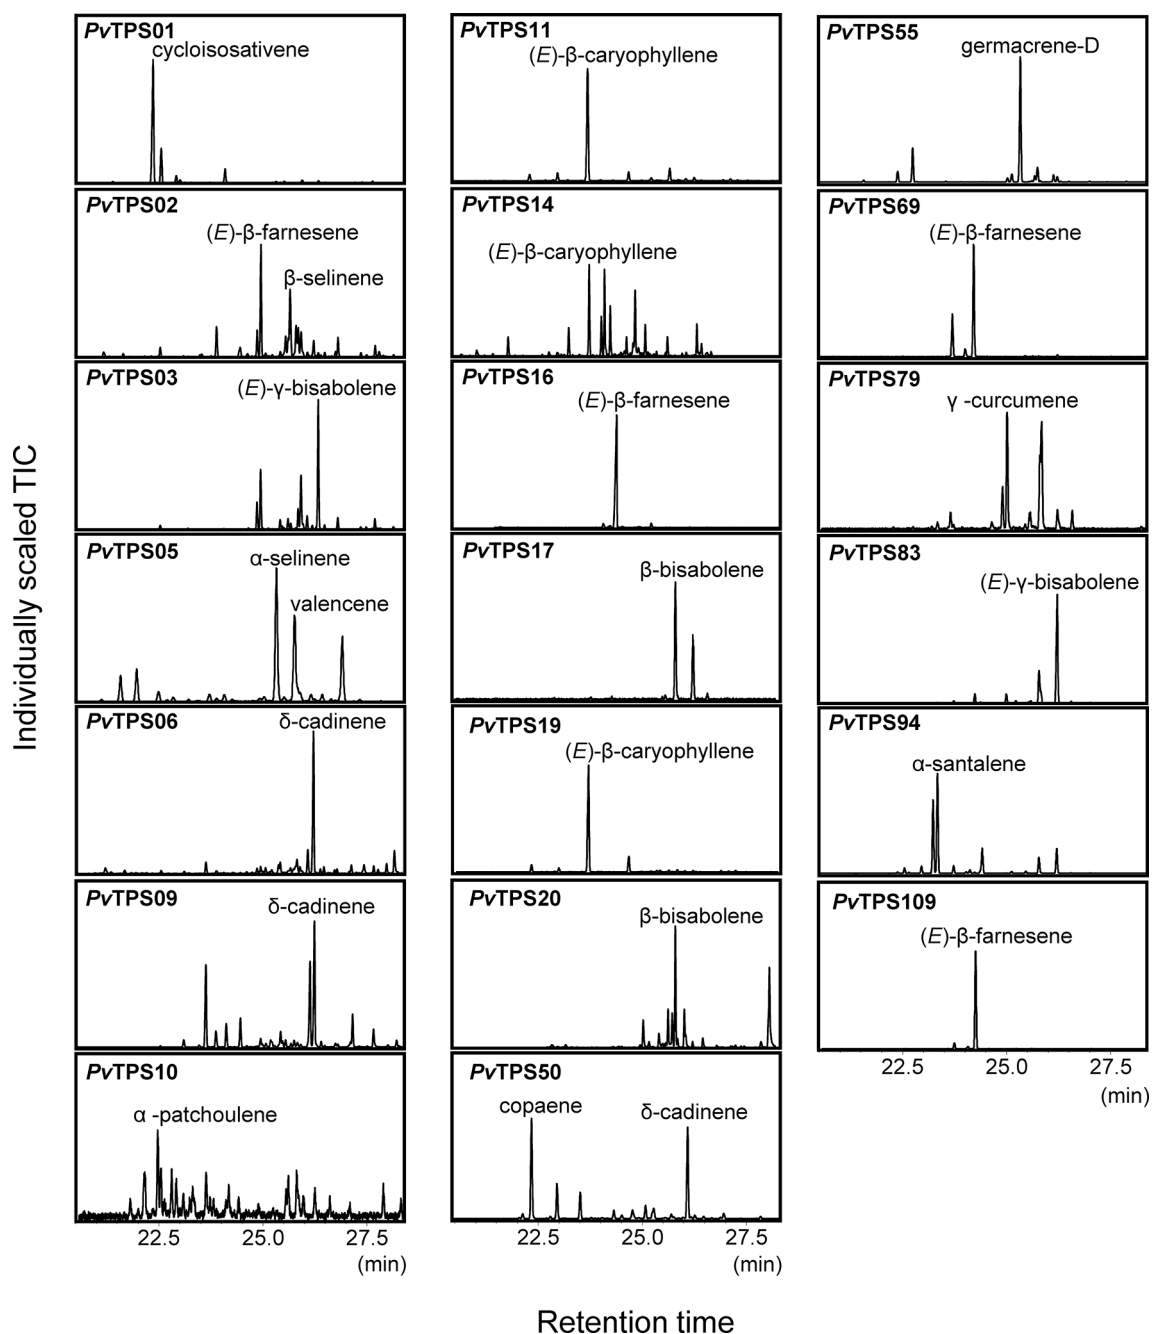 PvTPS01
cycloisosativene
PvTPS02
(E)-β-farnesene
β-selinene
PvTPS03
(E)-γ-bisabolene
PvTPS05
α-selinene
valencene
PvTPS06
δ-cadinene
PvTPS09
δ-cadinene
PvTPS10
α -patchoulene
22.5 25.0 27.5
(min)
PvTPS11
(E)-β-caryophyllene
PvTPS14
(E)-β-caryophyllene
PvTPS16
(E)-β-farnesene
PvTPS17
β-bisabolene
PvTPS19
(E)-β-caryophyllene
PvTPS20
β-bisabolene
PvTPS50
copaene
δ-cadinene
22.5 25.0 27.5
(min)
PvTPS55
germacrene-D
PvTPS69
(E)-β-farnesene
PvTPS79
γ -curcumene
PvTPS83
(E)-γ-bisabolene
PvTPS94
α-santalene
PvTPS109
(E)-β-farnesene
22.5 25.0 27.5
(min)
Individually scaled TIC
Retention time